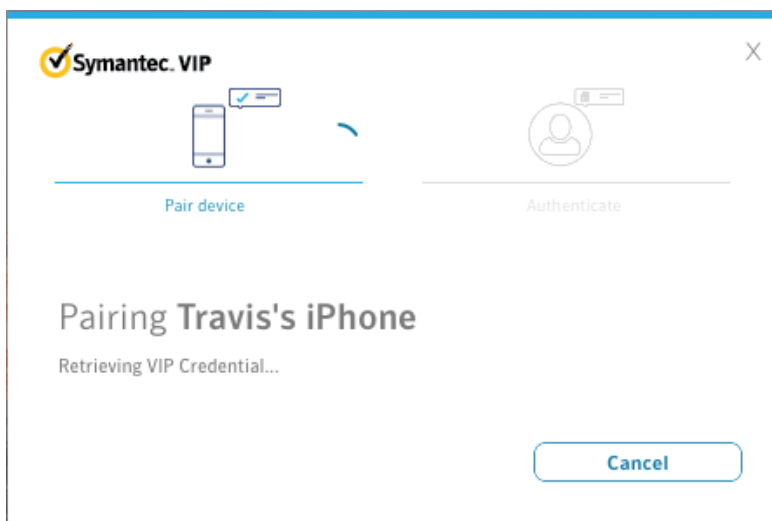 Symantec. VIP
X
Pair device
Authenticate
Pairing Travis's iPhone
Retrieving VIP Credential...
Cancel